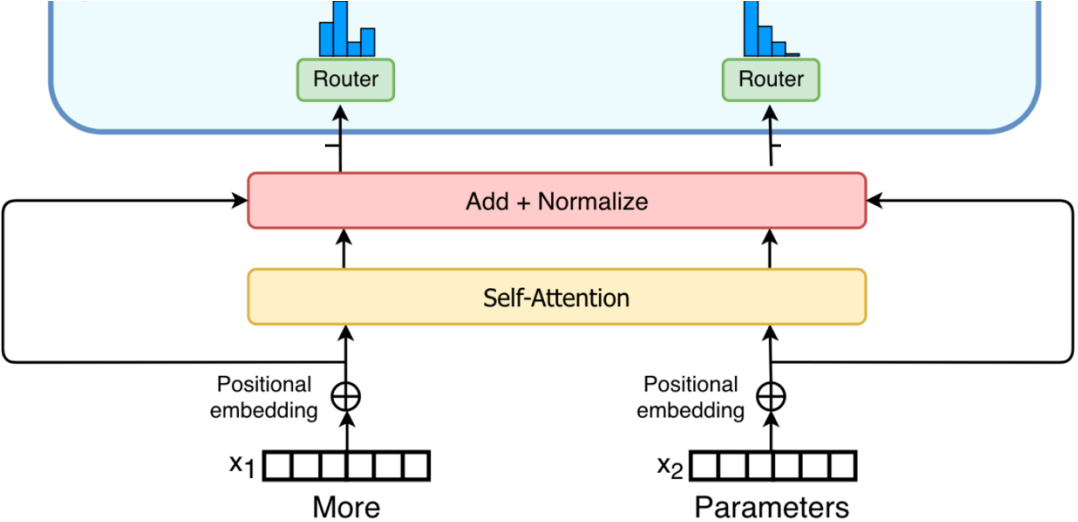 Router
Router
Add + Normalize
Self-Attention
Positional
embedding
Positional
embedding
x1
x2
More
Parameters